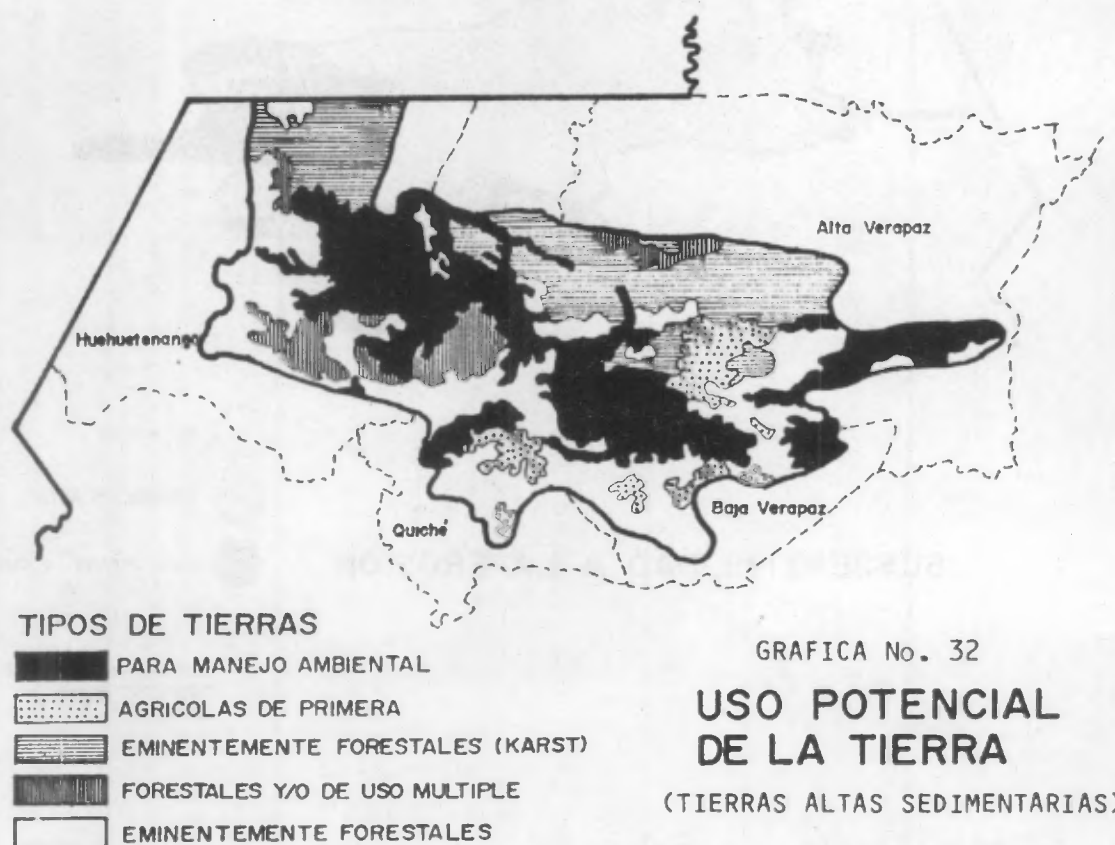 Alta Verapaz
Huehuetenango
Quiché
Baja Verapaz
TIPOS DE TIERRAS
PARA MANEJO AMBIENTAL
AGRICOLAS DE PRIMERA
EMINENTEMENTE FORESTALES (KARST)
FORESTALES Y/O DE USO MULTIPLE
EMINENTEMENTE FORESTALES
GRAFICA No. 32
USO POTENCIAL
DE LA TIERRA
(TIERRAS ALTAS SEDIMENTARIAS)